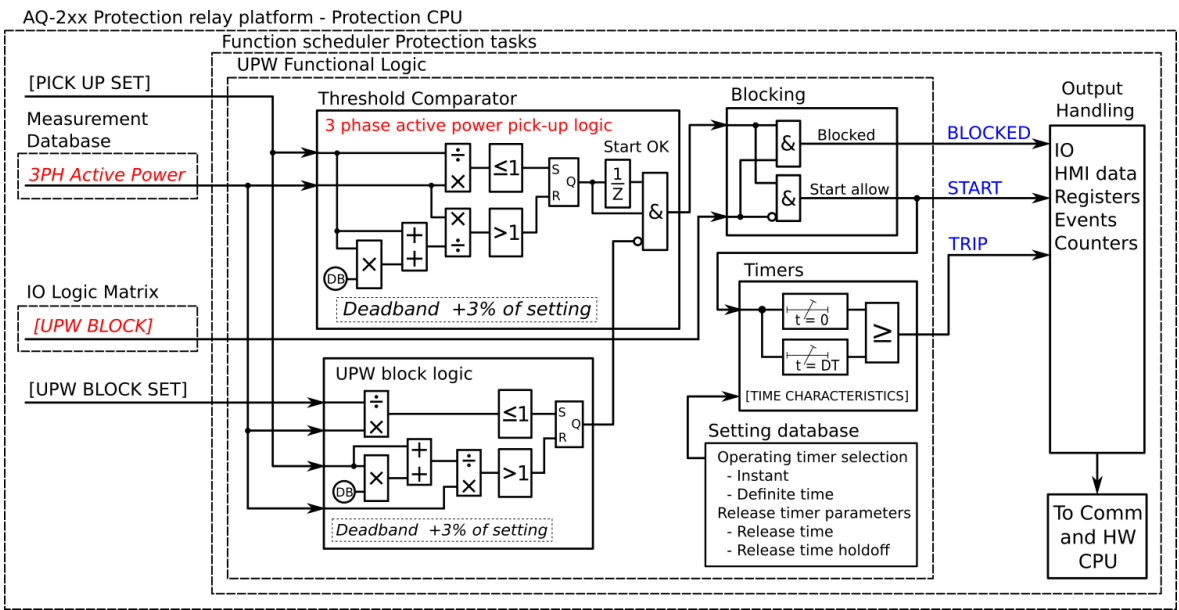 AQ-2xx Protection relay platform - Protection CPU
Function scheduler Protection tasks
UPW Functional Logic
[PICK UP SET]
Measurement
Database
3PH Active Power
IO Logic Matrix
[UPW BLOCK]
[UPW BLOCK SET]
Threshold Comparator
3 phase active power pick-up logic
Start OK
÷
×
≤1
S
Q
R
1
Z
&
×
÷
>1
+
+
×
DB
Deadband +3% of setting
UPW block logic
÷
×
≤1
S
Q
R
+
+
×
DB
÷
×
>1
Deadband +3% of setting
Blocking
&
Blocked
&
Start allow
Timers
t = 0
t = DT
≥
[TIME CHARACTERISTICS]
Setting database
Operating timer selection
- Instant
- Definite time
Release timer parameters
- Release time
- Release time holdoff
BLOCKED
START
TRIP
Output
Handling
IO
HMI data
Registers
Events
Counters
To Comm
and HW
CPU